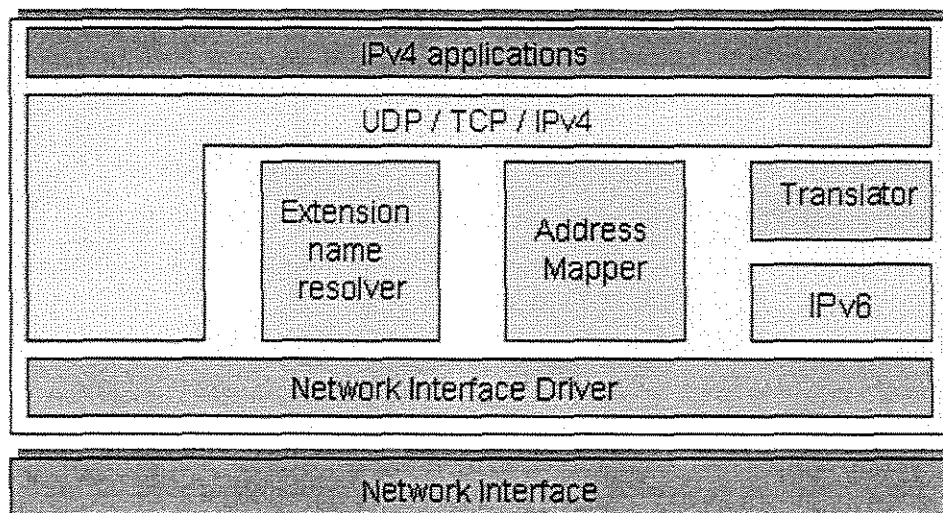 IPv4 applications
UDP / TCP / IPv4
Extension
name
resolver
Address
Mapper
Translator
IPv6
Network Interface Driver
Network Interface